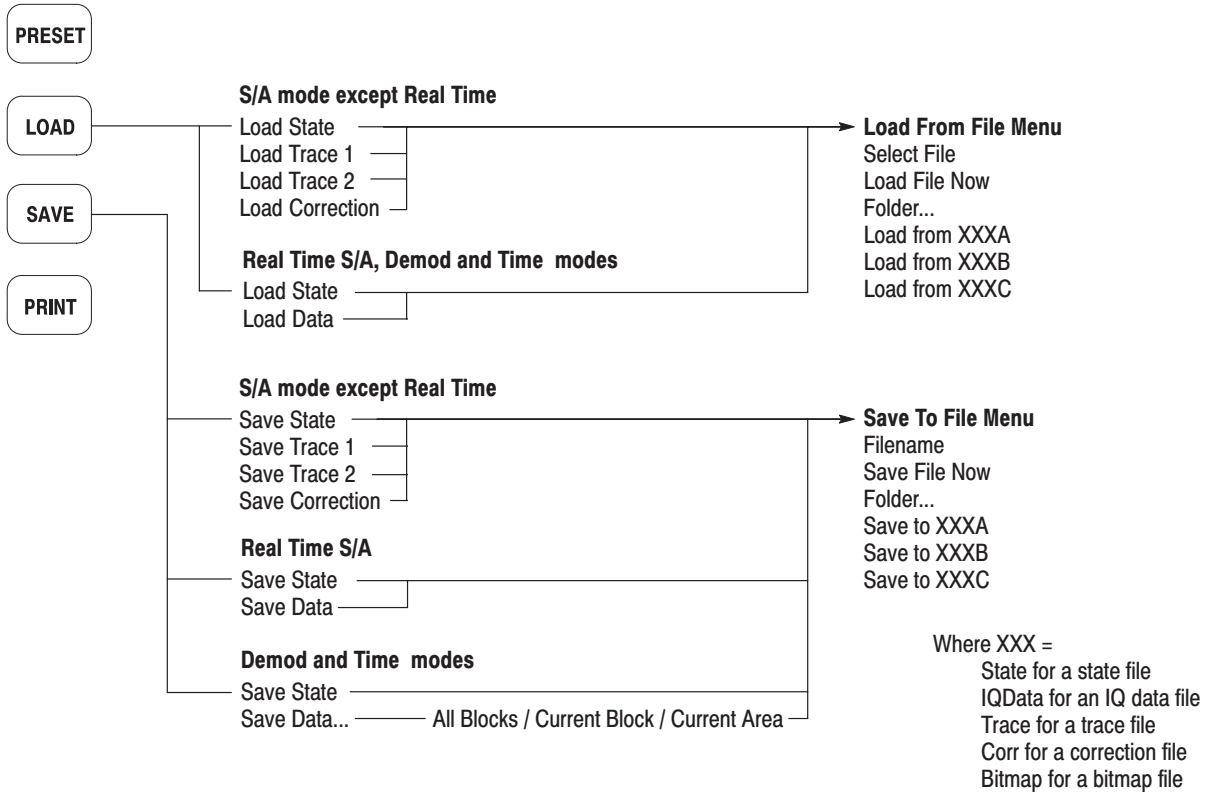 PRESET
LOAD
SAVE
PRINT
S/A mode except Real Time
Load State
Load Trace 1
Load Trace 2
Load Correction
Real Time S/A, Demod and Time modes
Load State
Load Data
Load From File Menu
Select File
Load File Now
Folder...
Load from XXXA
Load from XXXB
Load from XXXC
S/A mode except Real Time
Save State
Save Trace 1
Save Trace 2
Save Correction
Real Time S/A
Save State
Save Data
Demod and Time modes
Save State
Save Data... All Blocks / Current Block / Current Area
Save To File Menu
Filename
Save File Now
Folder...
Save to XXXA
Save to XXXB
Save to XXXC
Where XXX =
State for a state file
IQData for an IQ data file
Trace for a trace file
Corr for a correction file
Bitmap for a bitmap file